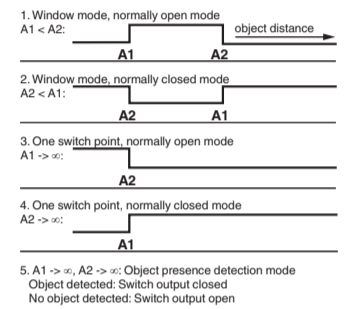 1. Window mode, normally open mode
A1 < A2:
object distance
A1
A2
2. Window mode, normally closed mode
A2 < A1:
A2
A1
3. One switch point, normally open mode
A1 -> ∞:
A2
4. One switch point, normally closed mode
A2 -> ∞:
A1
5. A1 -> ∞, A2 -> ∞: Object presence detection mode
Object detected: Switch output closed
No object detected: Switch output open